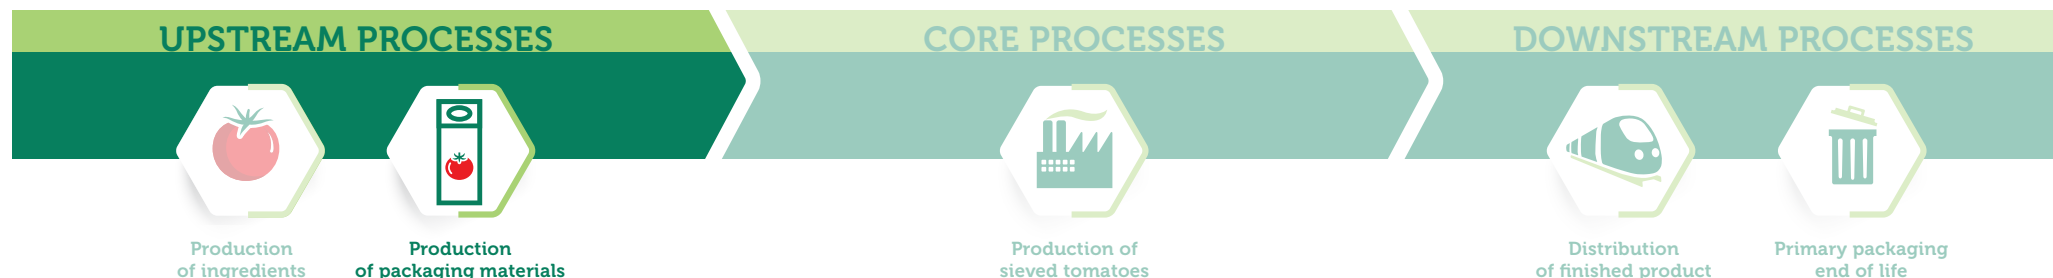 UPSTREAM PROCESSES
CORE PROCESSES
DOWNSTREAM PROCESSES
Production
of ingredients
Production
of packaging materials
Production of
sieved tomatoes
Distribution
of finished product
Primary packaging
end of life